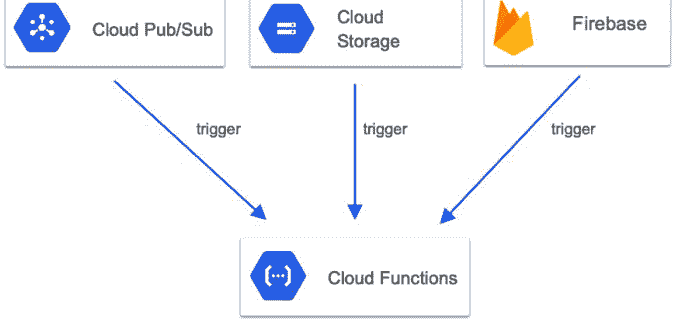 Cloud Pub/Sub
Cloud
Storage
Firebase
trigger
trigger
trigger
Cloud Functions